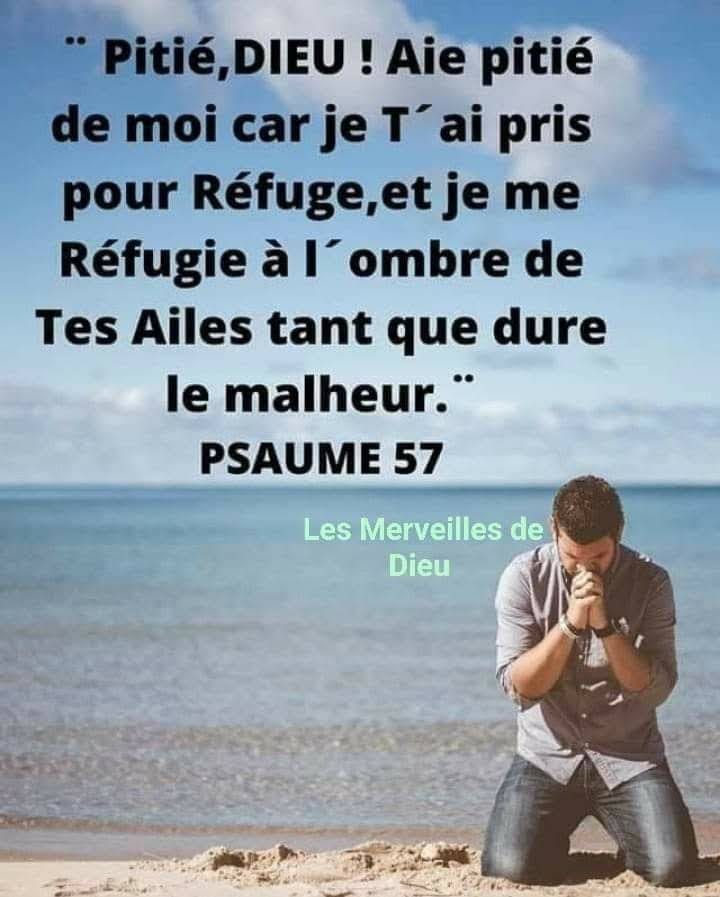 ¨ Pitié,DIEU ! Aie pitié
de moi car je T´ai pris
pour Réfuge,et je me
Réfugie à l´ombre de
Tes Ailes tant que dure
le malheur.¨
PSAUME 57
Les Merveilles de
Dieu